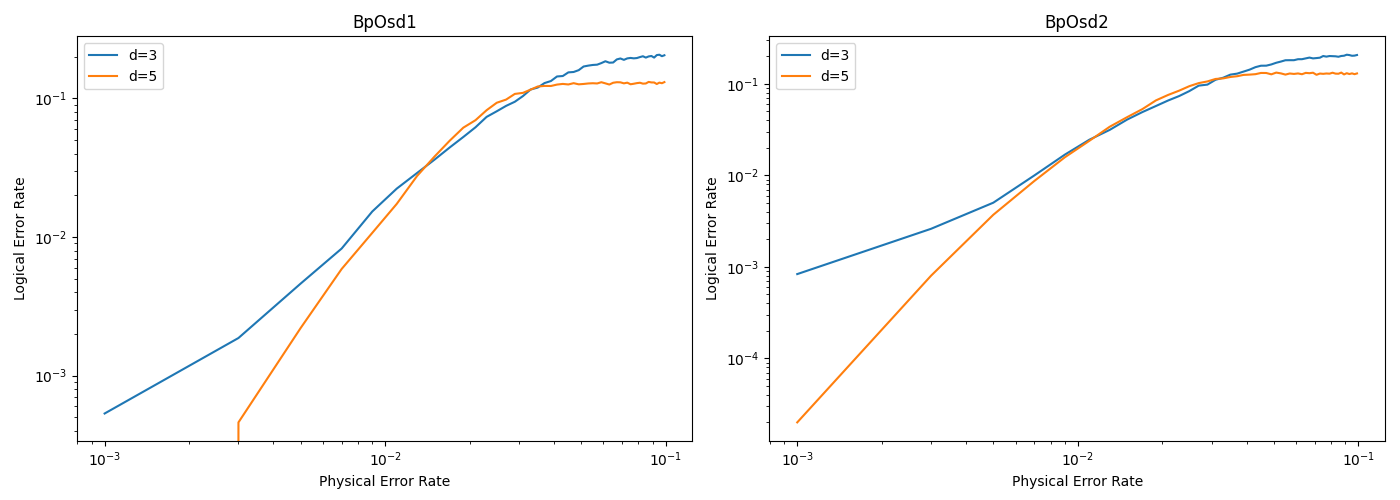 BpOsd1
d=3
d=5
Logical Error Rate
10⁻¹
10⁻²
10⁻³
10⁻³
10⁻²
10⁻¹
Physical Error Rate
BpOsd2
d=3
d=5
Logical Error Rate
10⁻¹
10⁻²
10⁻³
10⁻⁴
10⁻³
10⁻²
10⁻¹
Physical Error Rate